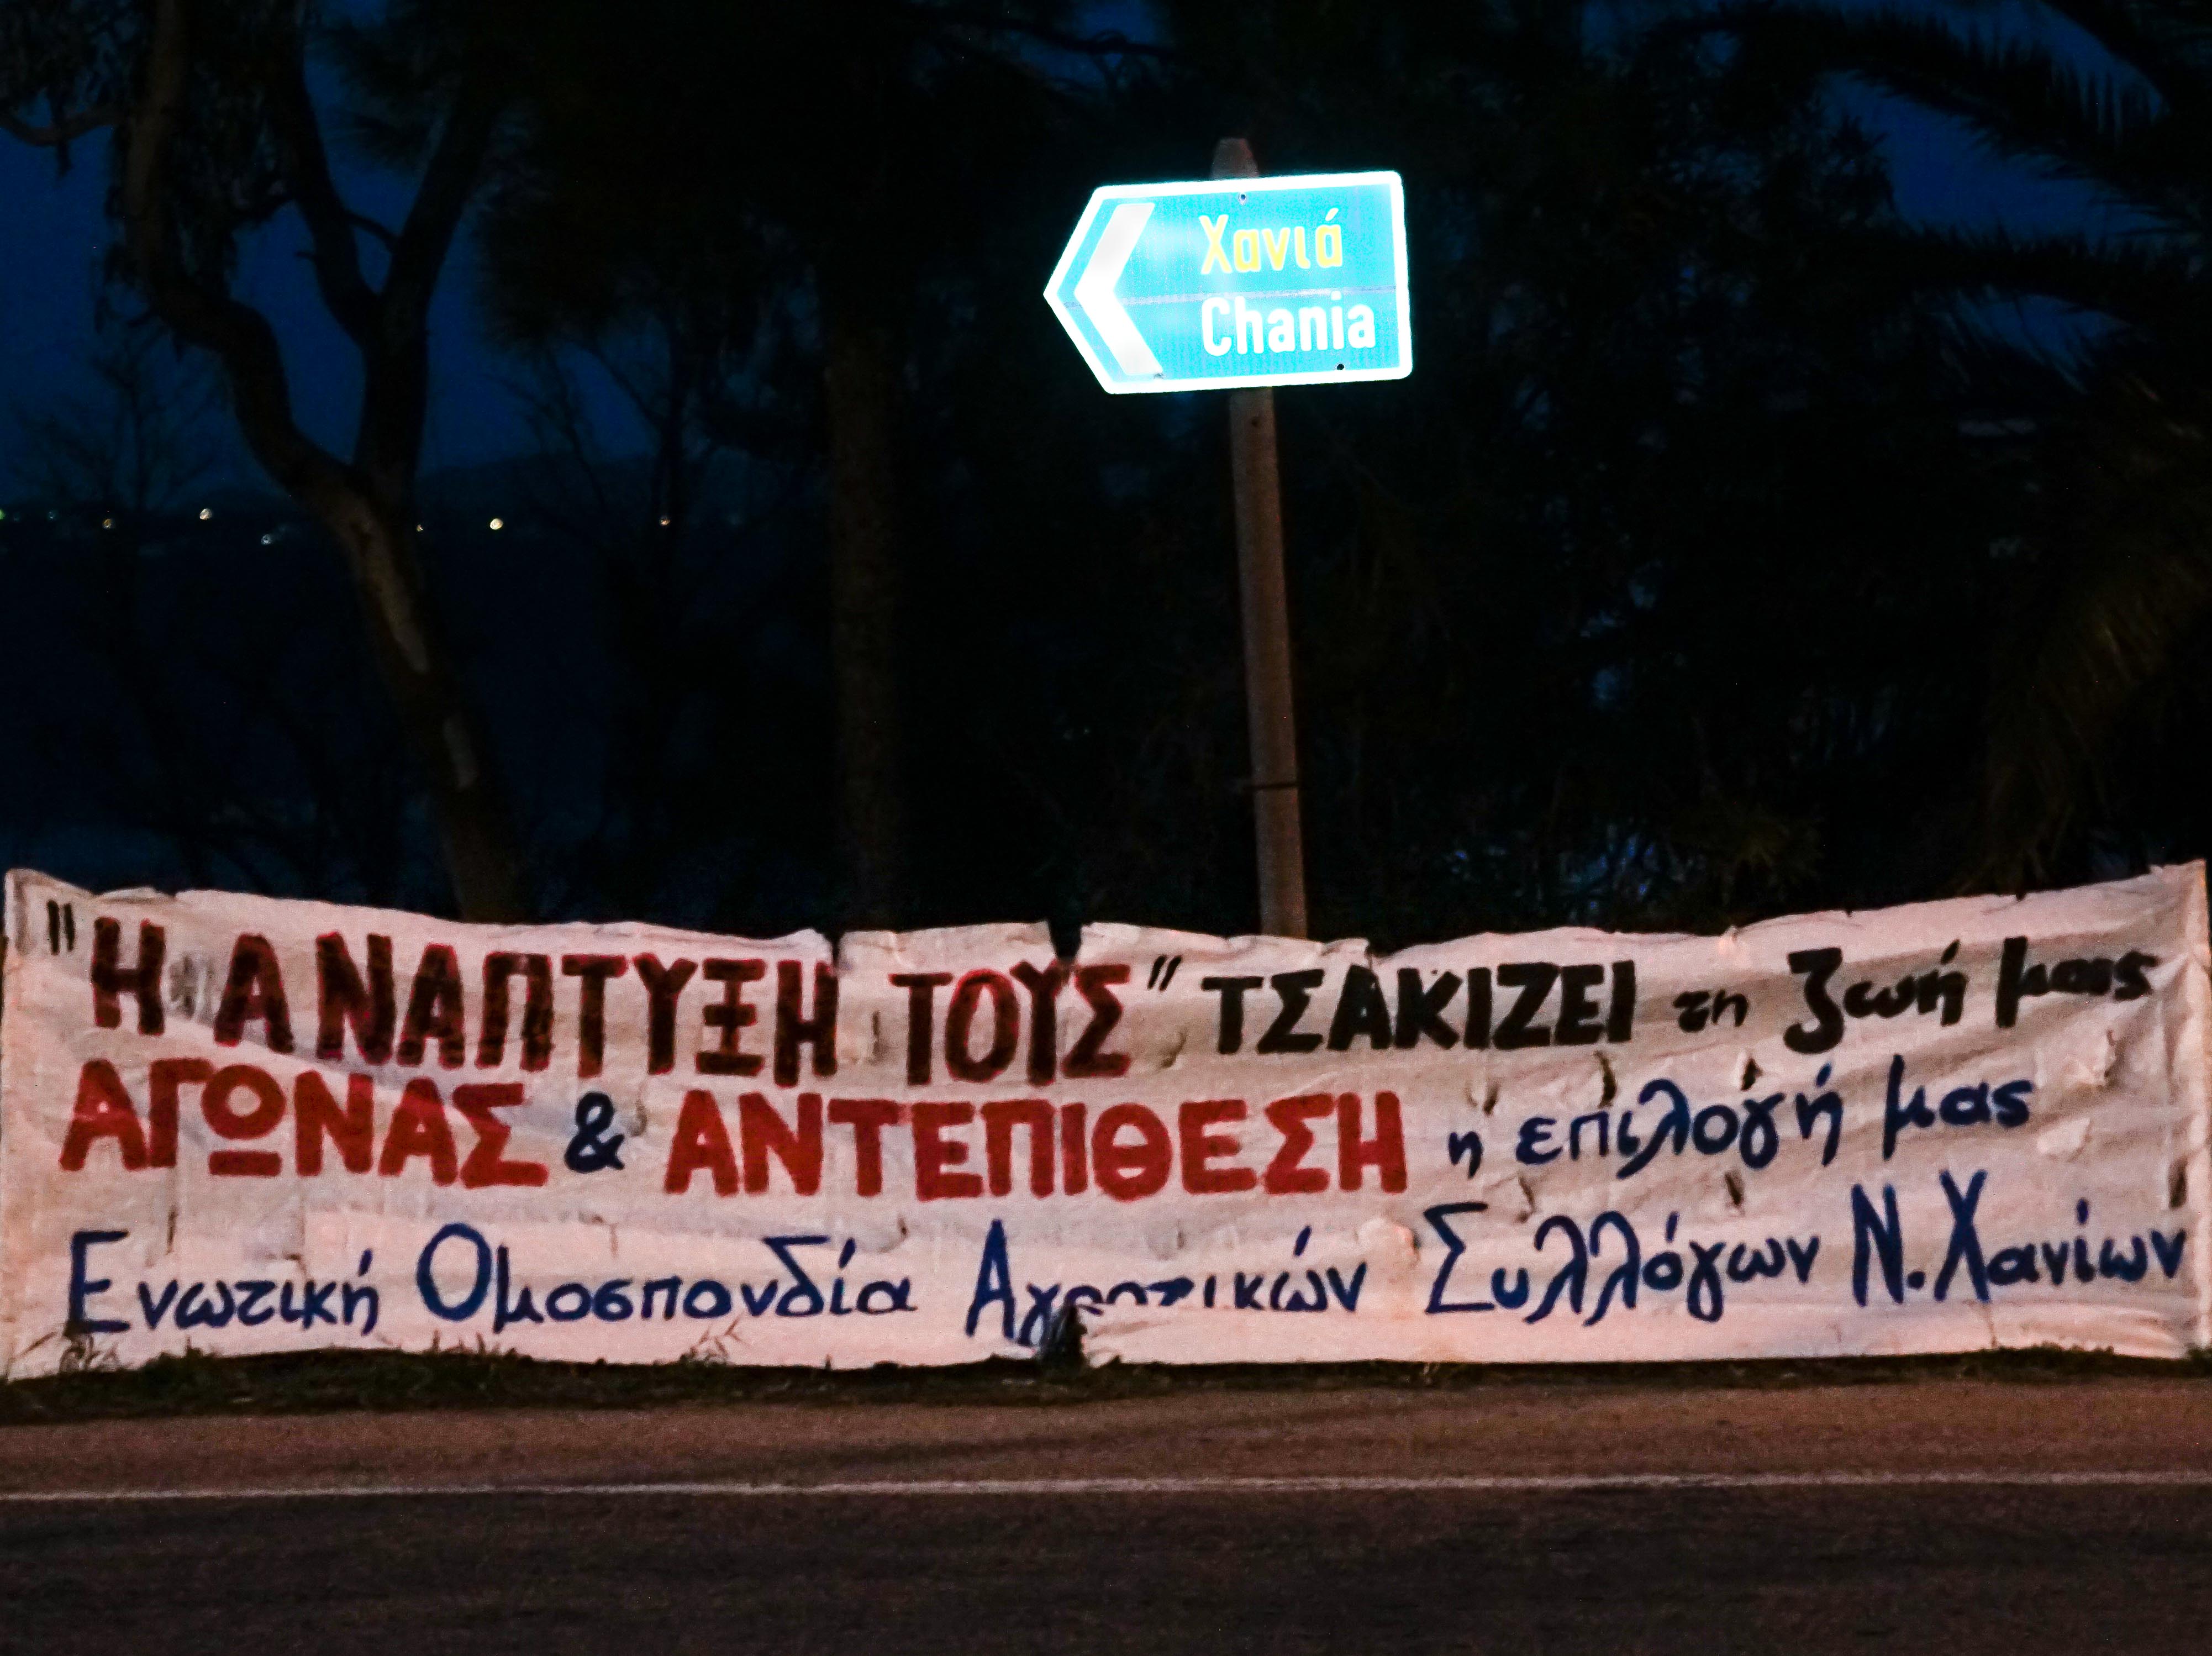 Χανιά
Chania
"Η ΑΝΑΠΤΥΞΗ ΤΟΥΣ" ΤΣΑΚΙΖΕΙ τη ζωή μας
ΑΓΩΝΑΣ & ΑΝΤΕΠΙΘΕΣΗ η επιλογή μας
Ενωτική Ομοσπονδία Αγροτικών Συλλόγων Ν. Χανίων